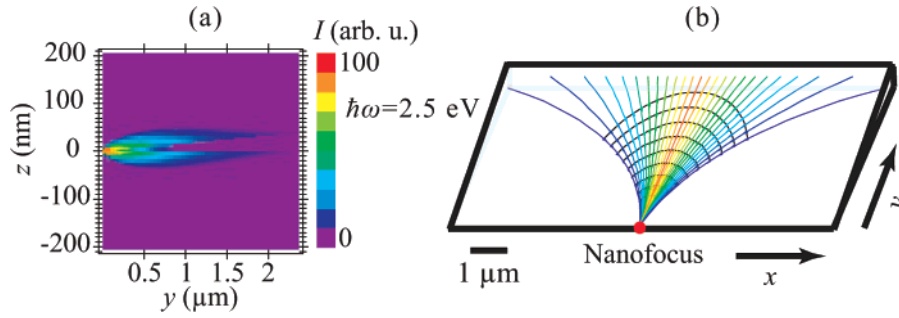 (a)
I (arb. u.)
200
100
0
-100
-200
z (nm)
0.5 1 1.5 2
y (μm)
100
ħω=2.5 eV
0
(b)
Nanofocus
1 μm
x
y